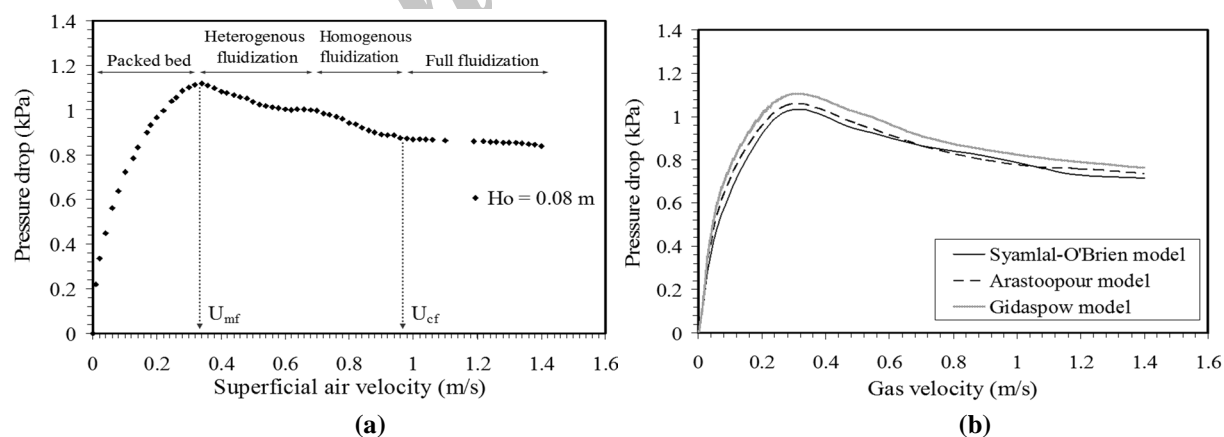 1.4
1.2
1
0.8
0.6
0.4
0.2
0
Pressure drop (kPa)
Packed bed
Heterogenous
fluidization
Homogenous
fluidization
Full fluidization
Ho = 0.08 m
Umf
Ucf
0 0.2 0.4 0.6 0.8 1 1.2 1.4 1.6
Superficial air velocity (m/s)
(a)
1.4
1.2
1
0.8
0.6
0.4
0.2
0
Pressure drop (kPa)
Syamlal-O'Brien model
Arastoopour model
Gidaspow model
0 0.2 0.4 0.6 0.8 1 1.2 1.4 1.6
Gas velocity (m/s)
(b)